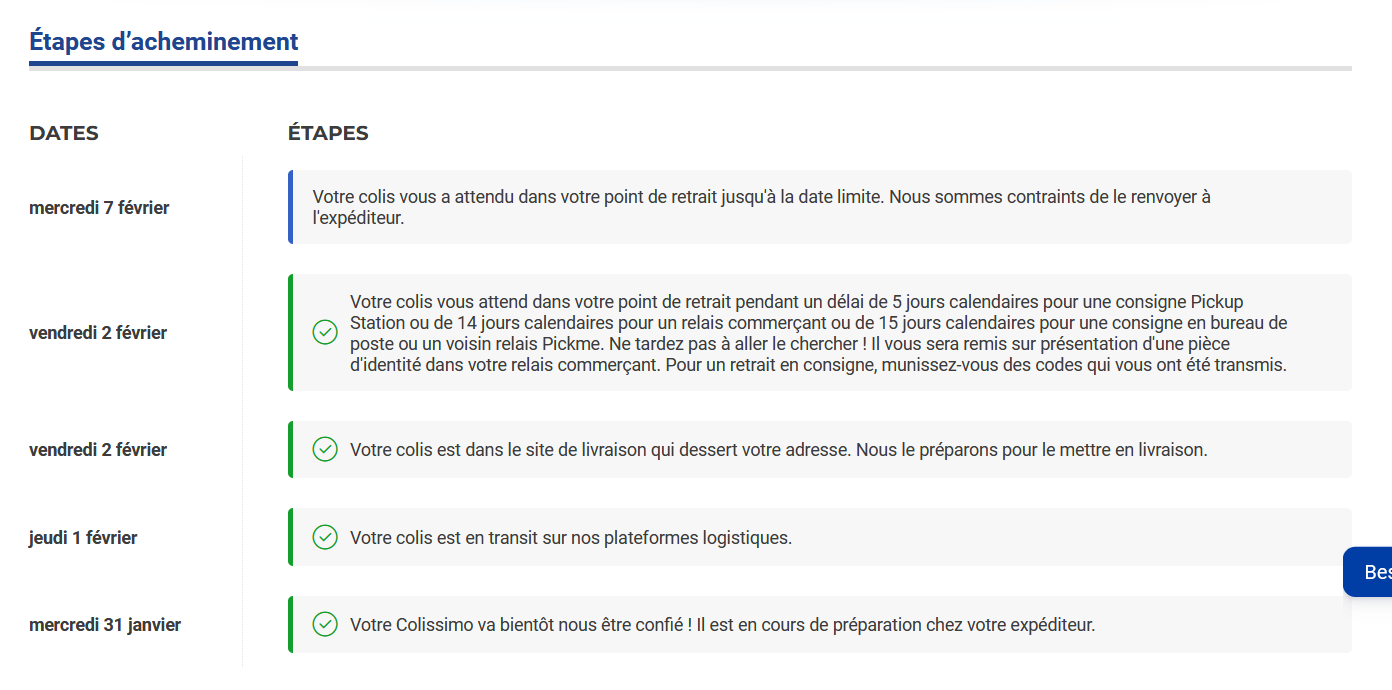 Étapes d’acheminement
DATES
ÉTAPES
mercredi 7 février
Votre colis vous a attendu dans votre point de retrait jusqu'à la date limite. Nous sommes contraints de le renvoyer à
l'expéditeur.
vendredi 2 février
Votre colis vous attend dans votre point de retrait pendant un délai de 5 jours calendaires pour une consigne Pickup
Station ou de 14 jours calendaires pour un relais commerçant ou de 15 jours calendaires pour une consigne en bureau de
poste ou un voisin relais Pickme. Ne tardez pas à aller le chercher ! Il vous sera remis sur présentation d'une pièce
d'identité dans votre relais commerçant. Pour un retrait en consigne, munissez-vous des codes qui vous ont été transmis.
vendredi 2 février
Votre colis est dans le site de livraison qui dessert votre adresse. Nous le préparons pour le mettre en livraison.
jeudi 1 février
Votre colis est en transit sur nos plateformes logistiques.
Bes
mercredi 31 janvier
Votre Colissimo va bientôt nous être confié ! Il est en cours de préparation chez votre expéditeur.